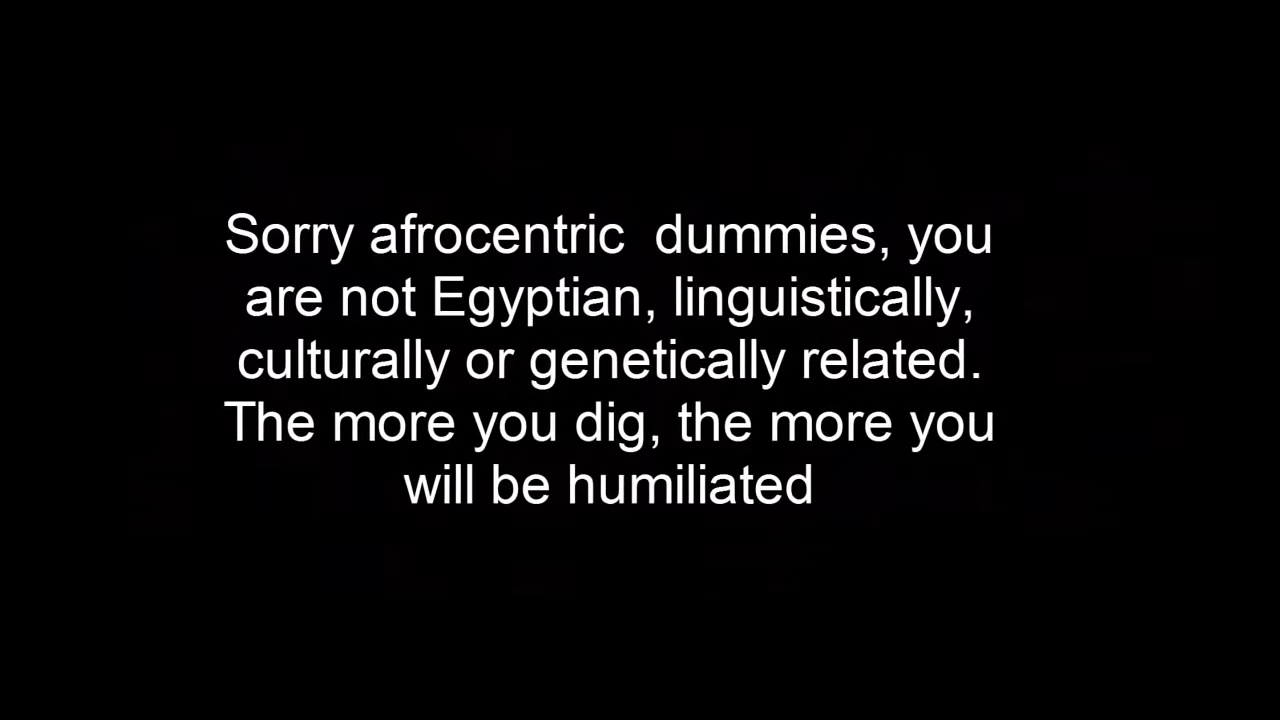 Sorry afrocentric  dummies, you
are not Egyptian, linguistically,
culturally or genetically related.
The more you dig, the more you
will be humiliated